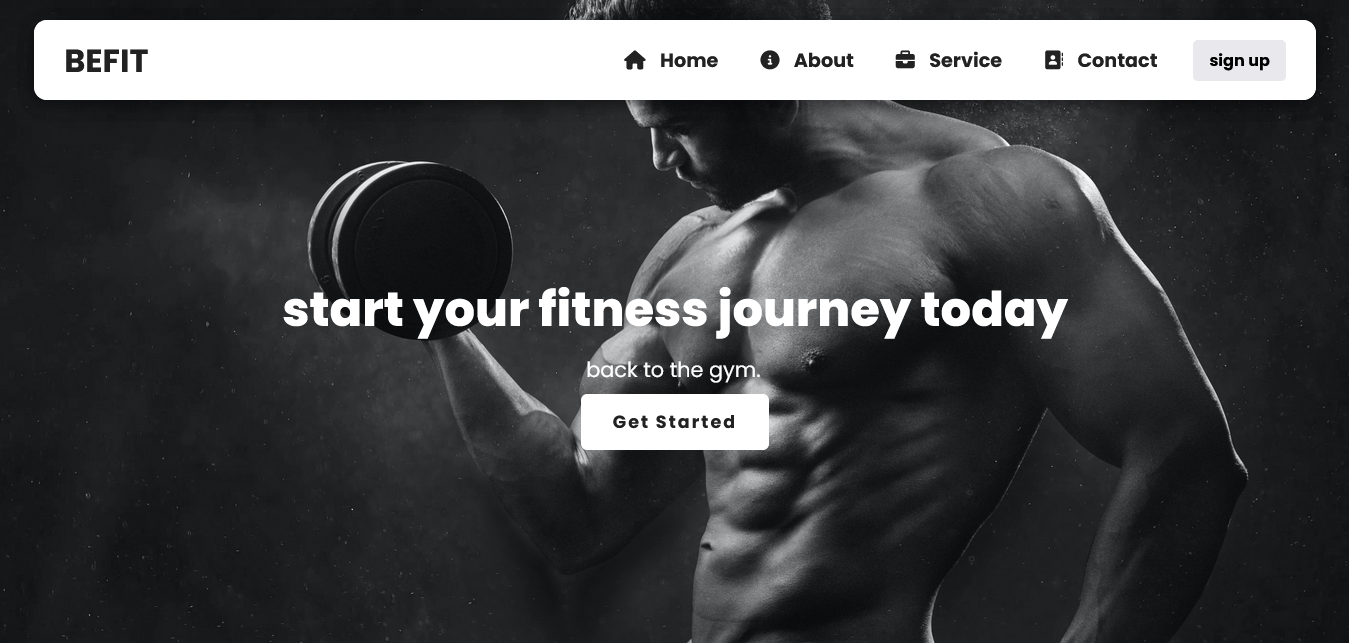 BEFIT
Home About Service Contact sign up
start your fitness journey today
back to the gym.
Get Started